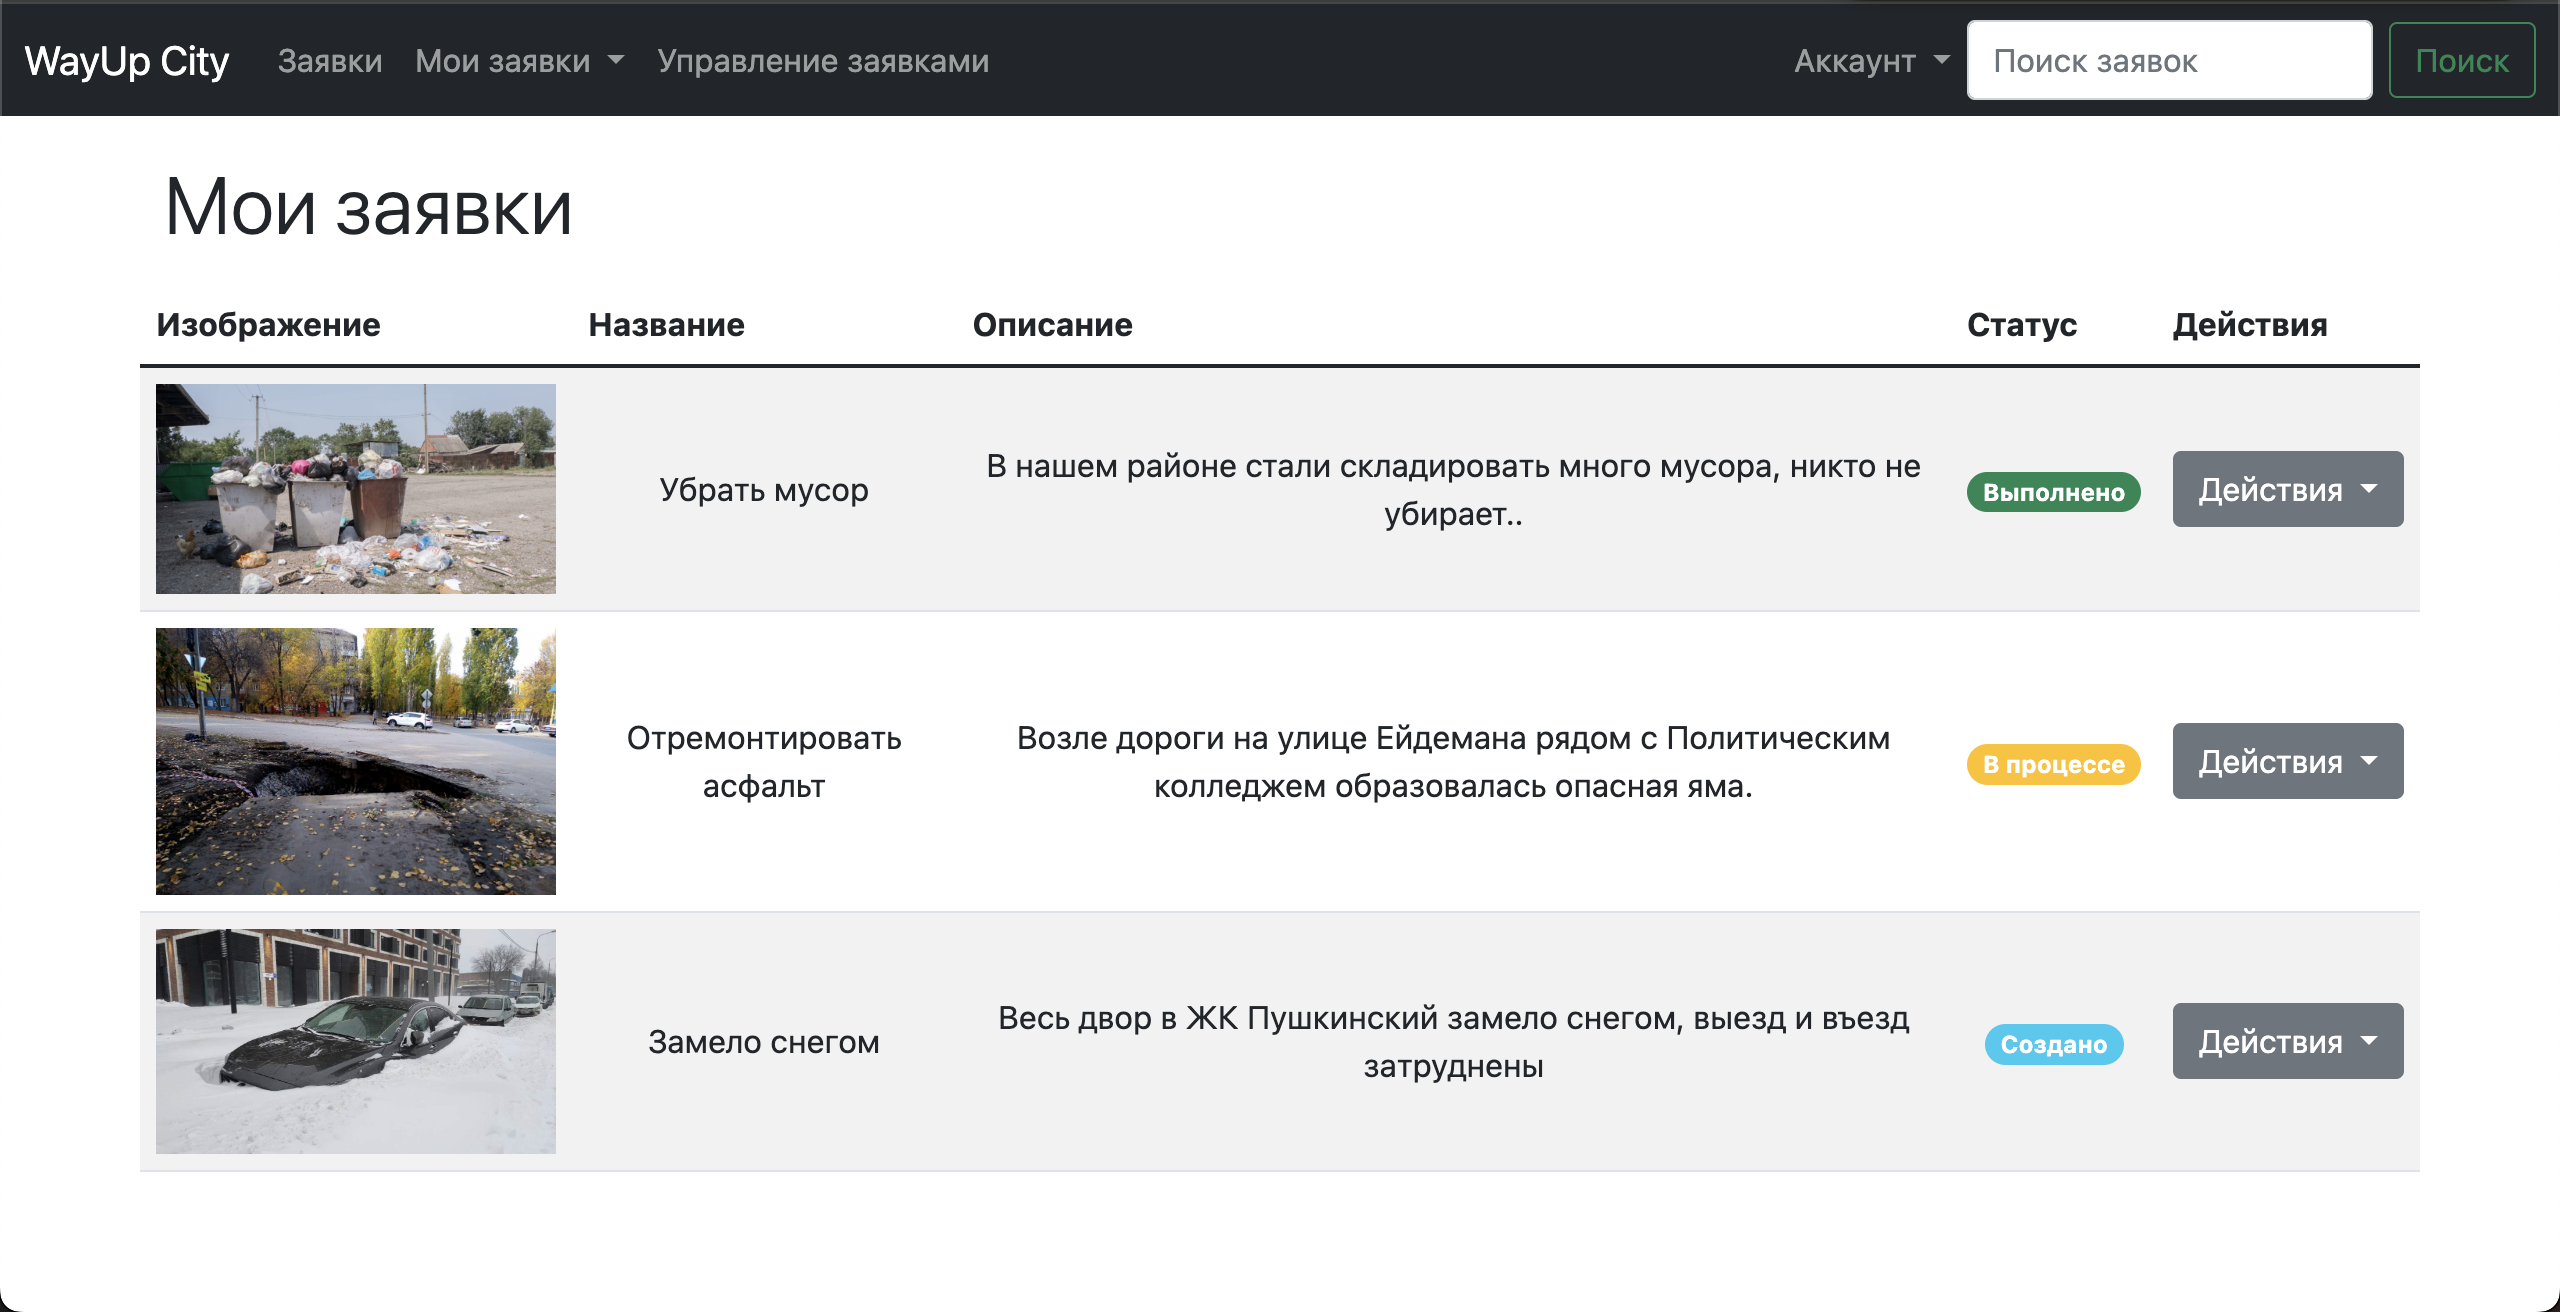 WayUp City Заявки Мои заявки Управление заявками Аккаунт Поиск заявок Поиск
Мои заявки
Изображение Название Описание Статус Действия
Убрать мусор
В нашем районе стали складировать много мусора, никто не
убирает..
Выполнено
Действия
Отремонтировать
асфальт
Возле дороги на улице Ейдемана рядом с Политическим
колледжем образовалась опасная яма.
В процессе
Действия
Замело снегом
Весь двор в ЖК Пушкинский замело снегом, выезд и въезд
затруднены
Создано
Действия